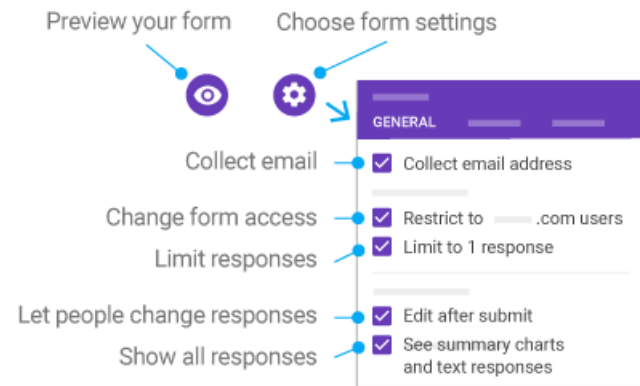 Preview your form
Choose form settings
GENERAL
Collect email
Collect email address
Change form access
Restrict to .com users
Limit responses
Limit to 1 response
Let people change responses
Edit after submit
Show all responses
See summary charts
and text responses